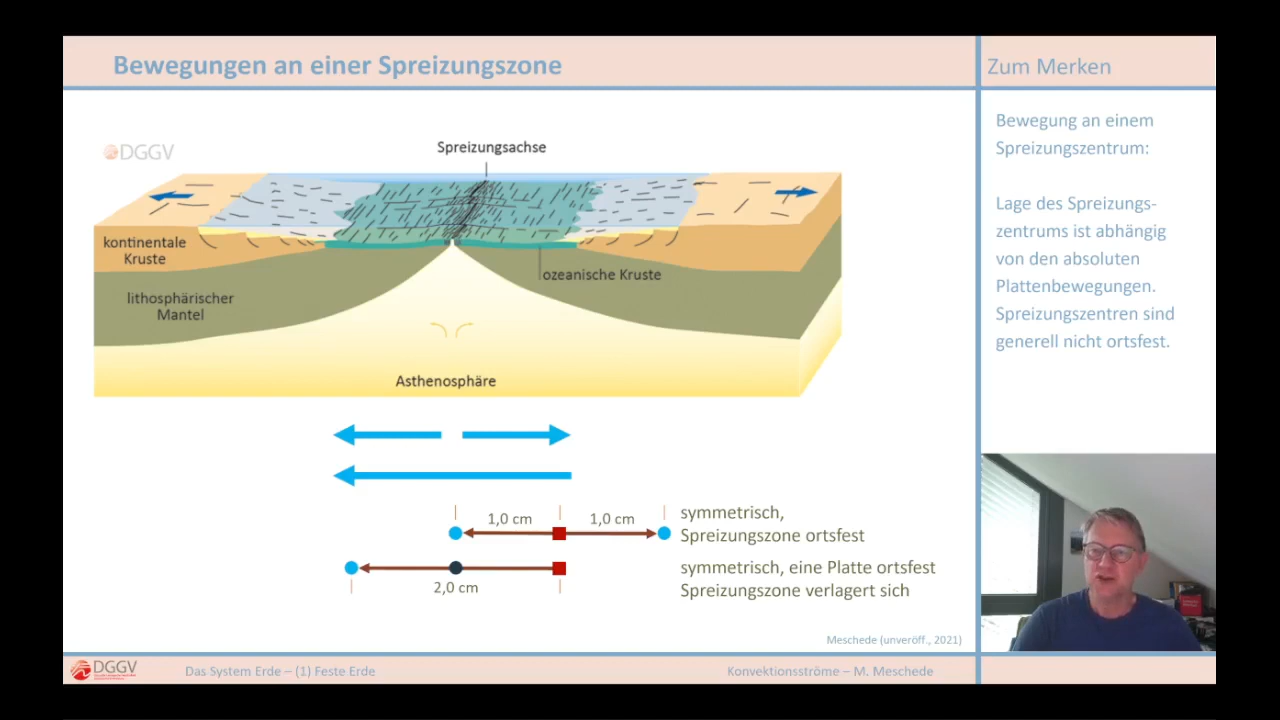 Bewegungen an einer Spreizungszone
Zum Merken
DGGV
Spreizungsachse
kontinentale
Kruste
ozeanische Kruste
lithosphärischer
Mantel
Asthenosphäre
1,0 cm
1,0 cm
symmetrisch,
Spreizungszone ortsfest
2,0 cm
symmetrisch, eine Platte ortsfest
Spreizungszone verlagert sich
Meschede (unveröff., 2021)
Bewegung an einem
Spreizungszentrum:
Lage des Spreizungs-
zentrums ist abhängig
von den absoluten
Plattenbewegungen.
Spreizungszentren sind
generell nicht ortsfest.
DGGV
Das System Erde – (1) Feste Erde
Konvektionsströme – M. Meschede